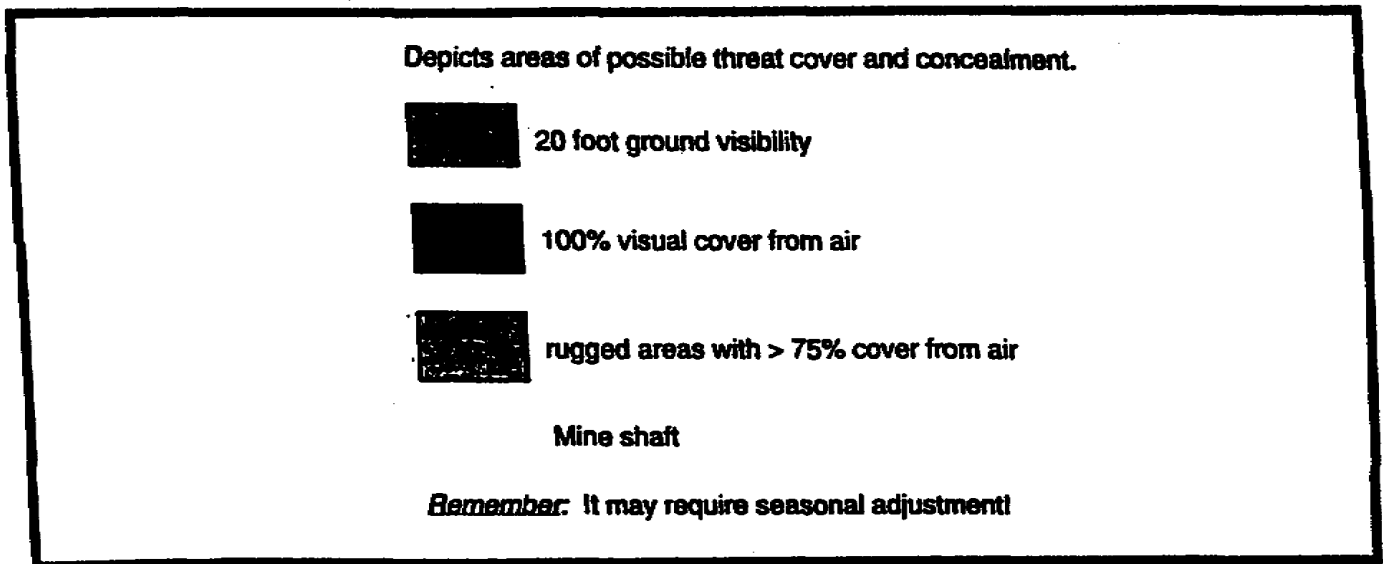 Depicts areas of possible threat cover and concealment.
20 foot ground visibility
100% visual cover from air
rugged areas with > 75% cover from air
Mine shaft
Remember: It may require seasonal adjustment!